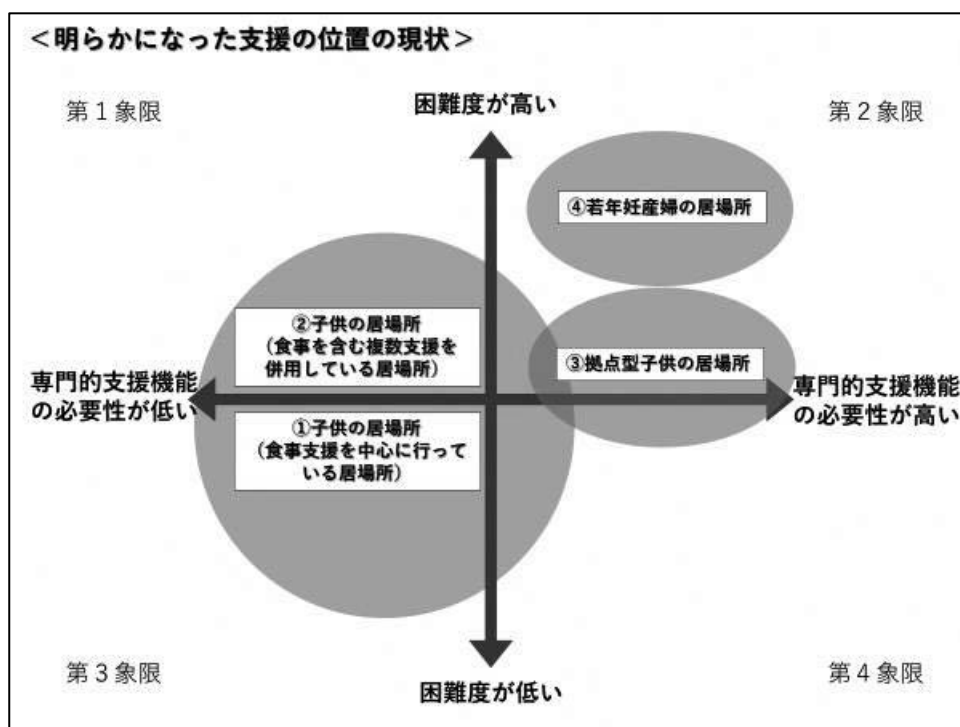 ＜明らかになった支援の位置の現状＞
第１象限
困難度が高い
第２象限
④若年妊産婦の居場所
②子供の居場所
（食事を含む複数支援を
併用している居場所）
③拠点型子供の居場所
専門的支援機能
の必要性が低い
専門的支援機能
の必要性が高い
①子供の居場所
（食事支援を中心に行って
いる居場所）
第３象限
困難度が低い
第４象限